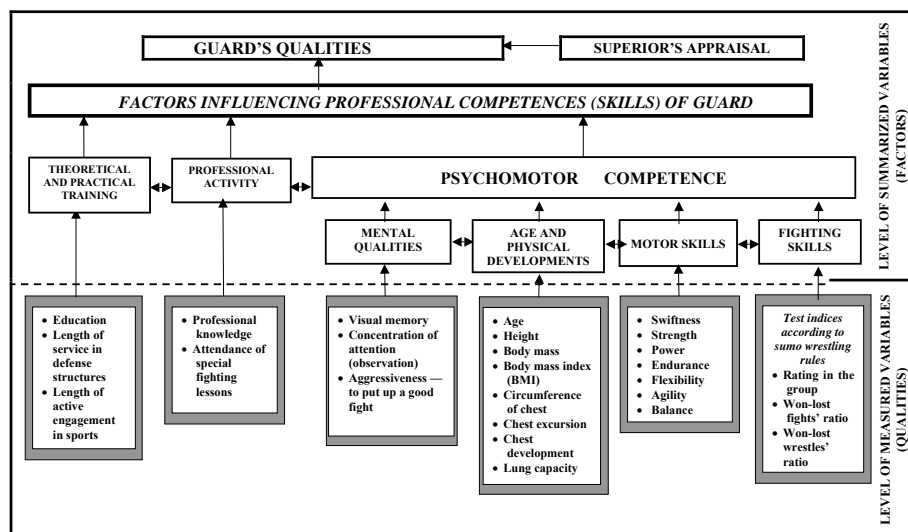 GUARD'S QUALITIES
SUPERIOR'S APPRAISAL
FACTORS INFLUENCING PROFESSIONAL COMPETENCES (SKILLS) OF GUARD
THEORETICAL
AND PRACTICAL
TRAINING
PROFESSIONAL
ACTIVITY
PSYCHOMOTOR COMPETENCE
MENTAL
QUALITIES
AGE AND
PHYSICAL
DEVELOPMENTS
MOTOR SKILLS
FIGHTING
SKILLS
LEVEL OF SUMMARIZED VARIABLES
(FACTORS)
• Education
• Length of
service in
defense
structures
• Length of
active
engagement
in sports
• Professional
knowledge
• Attendance of
special
fighting
lessons
• Visual memory
• Concentration of
attention
(observation)
• Aggressiveness —
to put up a good
fight
• Age
• Height
• Body mass
• Body mass index
(BMI)
• Circumference
of chest
• Chest excursion
• Chest
development
• Lung capacity
• Swiftness
• Strength
• Power
• Endurance
• Flexibility
• Agility
• Balance
Test indices
according to
sumo wrestling
rules
• Rating in the
group
• Won-lost
fights' ratio
• Won-lost
wrestles'
ratio
LEVEL OF MEASURED VARIABLES
(QUALITIES)